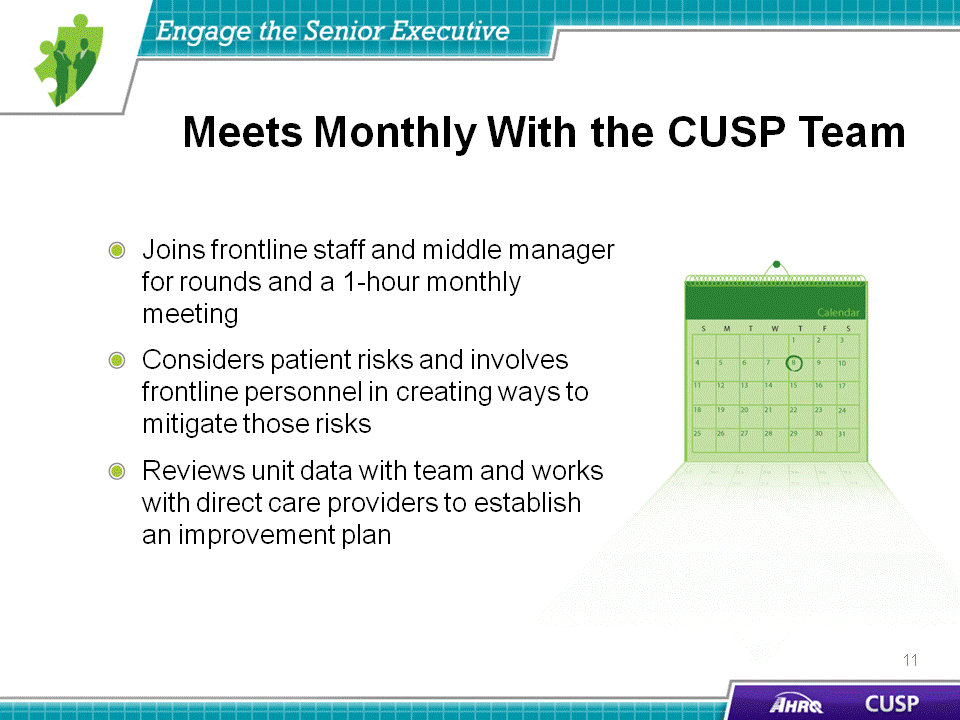 Engage the Senior Executive
Meets Monthly With the CUSP Team
Joins frontline staff and middle manager
for rounds and a 1-hour monthly
meeting
Considers patient risks and involves
frontline personnel in creating ways to
mitigate those risks
Reviews unit data with team and works
with direct care providers to establish
an improvement plan
Calendar
S M T W T F S
1 2 3
4 5 6 7 8 9 10
11 12 13 14 15 16 17
18 19 20 21 22 23 24
25 26 27 28 29 30 31
11
AHRQ CUSP